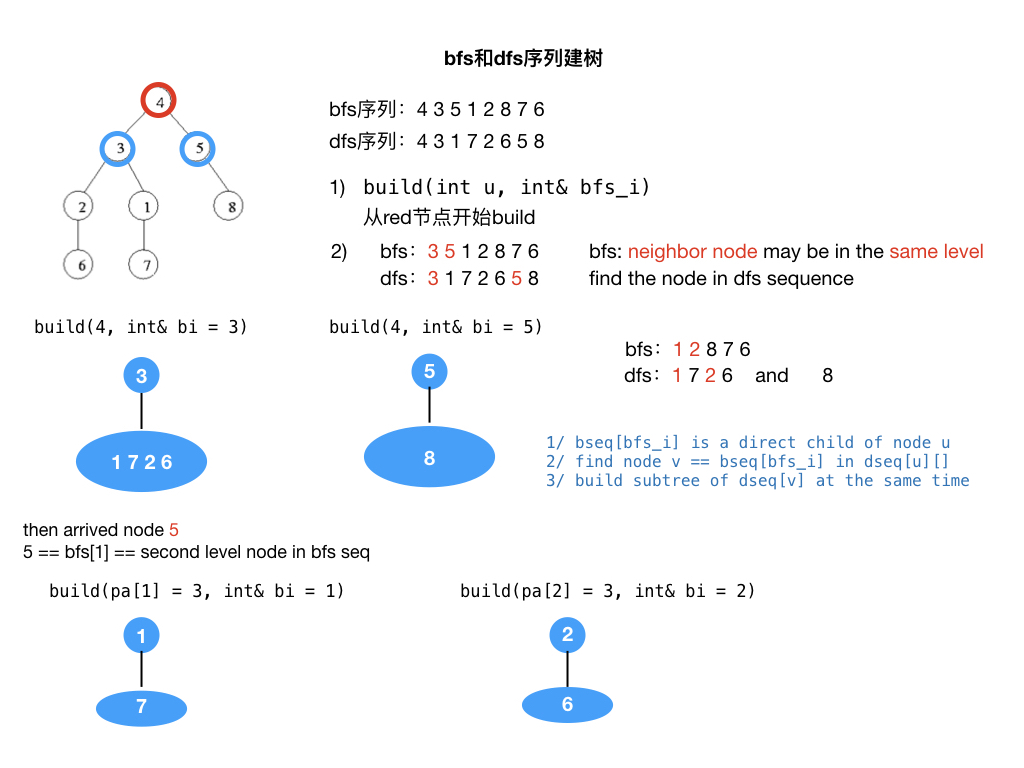 bfs和dfs序列建树
4
3
5
2
1
8
6
7
bfs序列：4 3 5 1 2 8 7 6
dfs序列：4 3 1 7 2 6 5 8
1) build(int u, int& bfs_i)
从red节点开始build
2) bfs：3 5 1 2 8 7 6
dfs：3 1 7 2 6 5 8
bfs: neighbor node may be in the same level
find the node in dfs sequence
build(4, int& bi = 3)
3
1 7 2 6
build(4, int& bi = 5)
5
8
bfs：1 2 8 7 6
dfs：1 7 2 6 and 8
1/ bseq[bfs_i] is a direct child of node u
2/ find node v == bseq[bfs_i] in dseq[u][]
3/ build subtree of dseq[v] at the same time
then arrived node 5
5 == bfs[1] == second level node in bfs seq
build(pa[1] = 3, int& bi = 1)
1
7
build(pa[2] = 3, int& bi = 2)
2
6